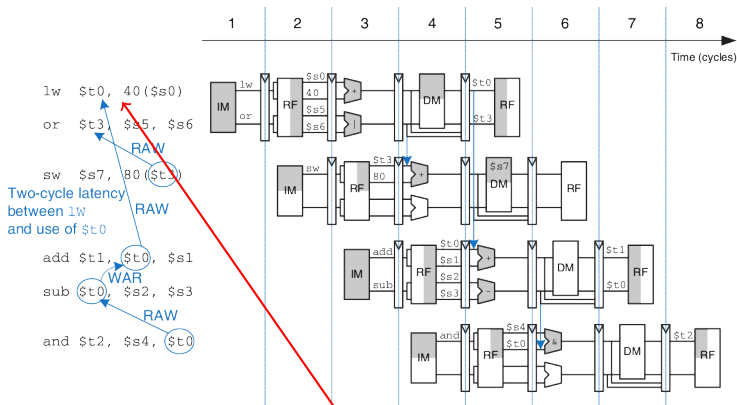 1 2 3 4 5 6 7 8
Time (cycles)
lw $t0, 40($s0)
or $t3, $s5, $s6
RAW
sw $s7, 80($t3)
Two-cycle latency
between lW
and use of $t0
RAW
add $t1, $t0, $s1
WAR
sub $t0, $s2, $s3
RAW
and $t2, $s4, $t0
IM
lw
or
RF
$s0
40
$s5
$s6
+
|
DM
$t0
$t3
RF
IM
sw
RF
$t3
80
+
$s7
DM
RF
IM
add
sub
RF
$t0
$s1
$s2
$s3
+
-
DM
$t1
$t0
RF
IM
and
RF
$s4
$t0
&
DM
$t2
RF